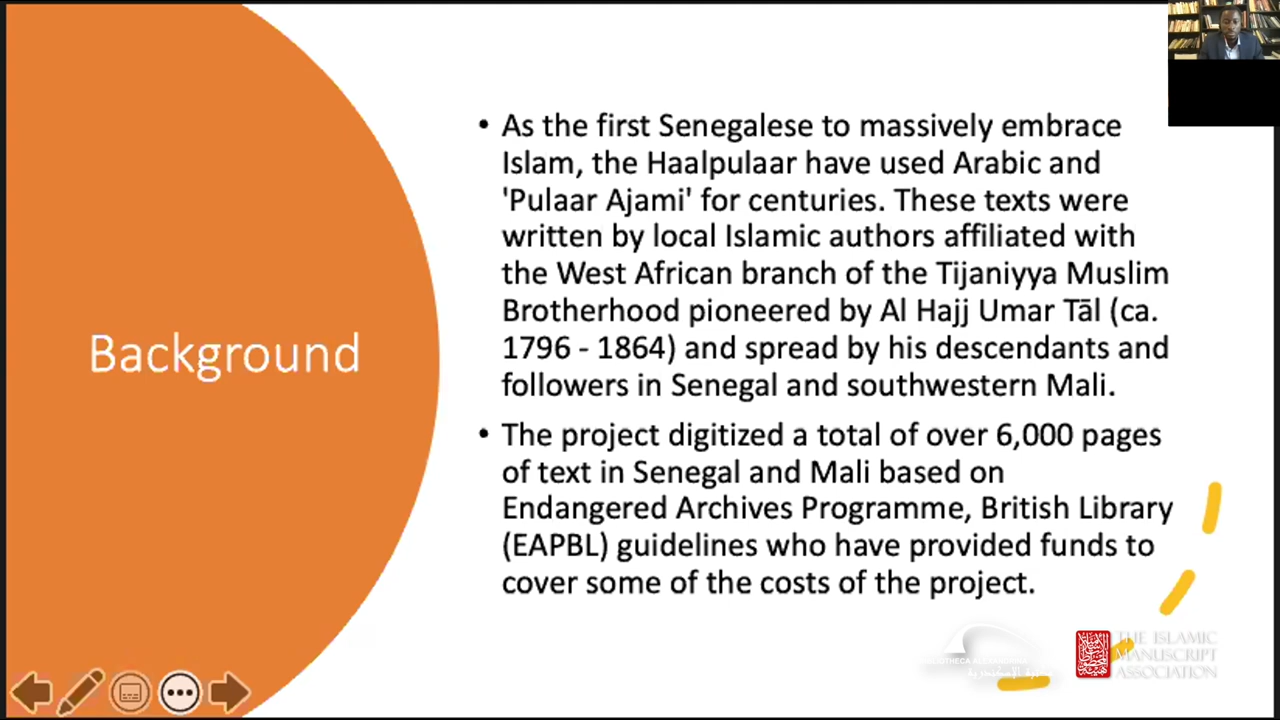 Background
• As the first Senegalese to massively embrace
Islam, the Haalpulaar have used Arabic and
'Pulaar Ajami' for centuries. These texts were
written by local Islamic authors affiliated with
the West African branch of the Tijaniyya Muslim
Brotherhood pioneered by Al Hajj Umar Tāl (ca.
1796 - 1864) and spread by his descendants and
followers in Senegal and southwestern Mali.
• The project digitized a total of over 6,000 pages
of text in Senegal and Mali based on
Endangered Archives Programme, British Library
(EAPBL) guidelines who have provided funds to
cover some of the costs of the project.
BIBLIOTHECA ALEXANDRINA
THE ISLAMIC
MANUSCRIPT
ASSOCIATION